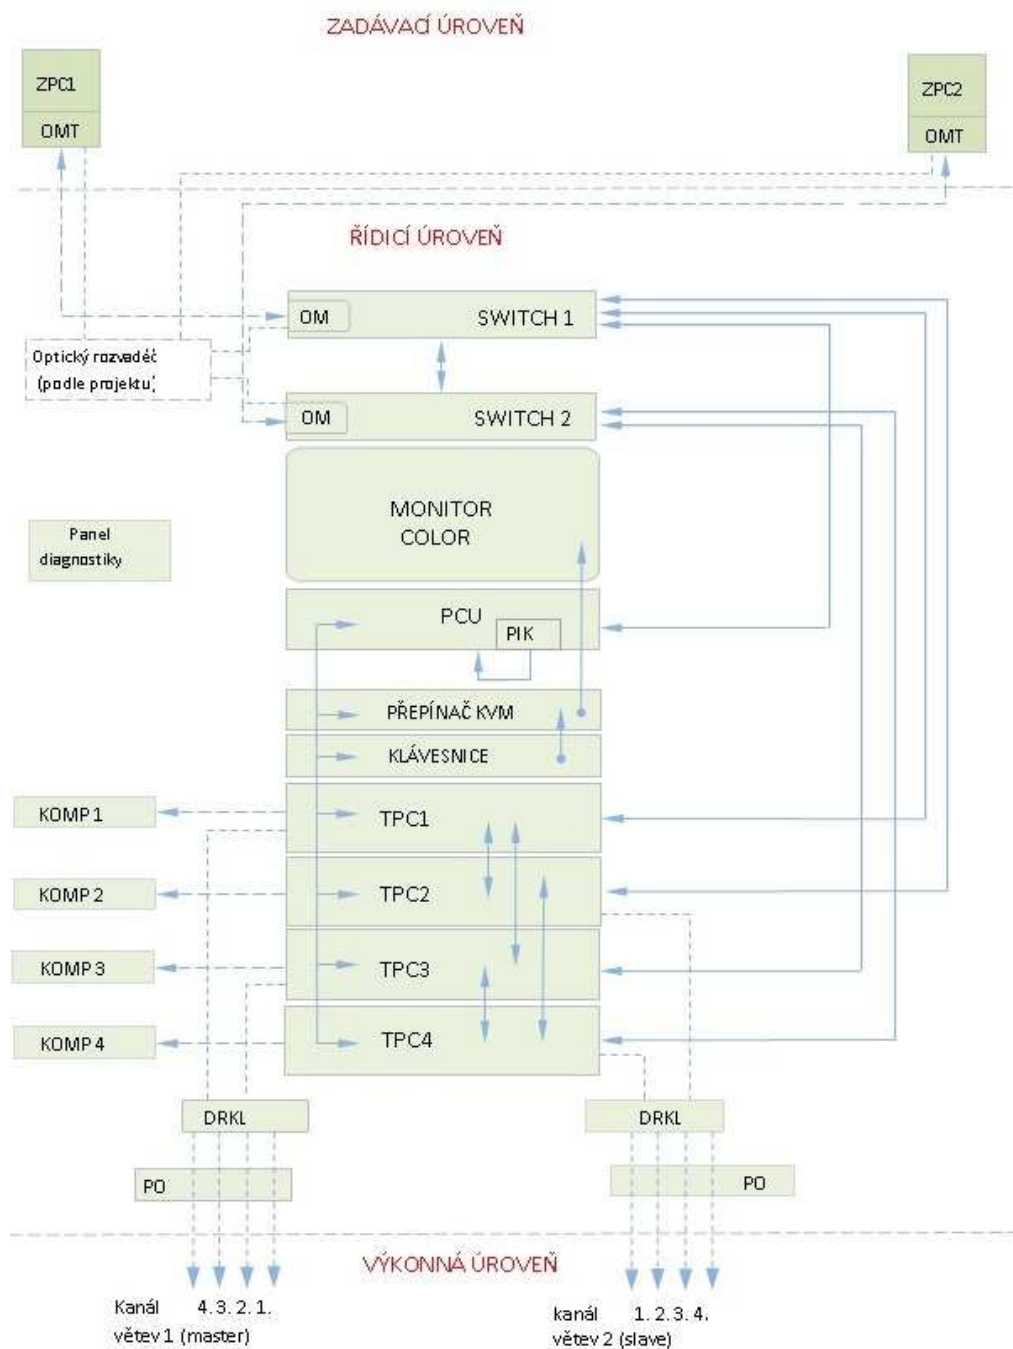 ZADÁVACÍ ÚROVEŇ
ZPC1
OMT
ZPC2
OMT
ŘÍDICÍ ÚROVEŇ
OM
SWITCH 1
Optický rozvaděč
(podle projektu)
OM
SWITCH 2
MONITOR
COLOR
Panel
diagnostiky
PCU
PIK
PŘEPÍNAČ KVM
KLÁVESNICE
KOMP 1
TPC1
KOMP 2
TPC2
KOMP 3
TPC3
KOMP 4
TPC4
DRKL
DRKL
PO
PO
VÝKONNÁ ÚROVEŇ
Kanál 4. 3. 2. 1.
větev 1 (master)
kanál 1. 2. 3. 4.
větev 2 (slave)